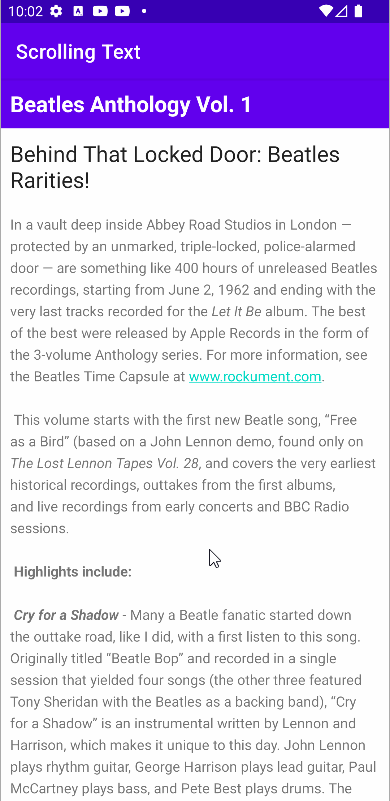 10:02
Scrolling Text
Beatles Anthology Vol. 1
Behind That Locked Door: Beatles
Rarities!
In a vault deep inside Abbey Road Studios in London —
protected by an unmarked, triple-locked, police-alarmed
door — are something like 400 hours of unreleased Beatles
recordings, starting from June 2, 1962 and ending with the
very last tracks recorded for the Let It Be album. The best
of the best were released by Apple Records in the form of
the 3-volume Anthology series. For more information, see
the Beatles Time Capsule at www.rockument.com.
This volume starts with the first new Beatle song, “Free
as a Bird” (based on a John Lennon demo, found only on
The Lost Lennon Tapes Vol. 28, and covers the very earliest
historical recordings, outtakes from the first albums,
and live recordings from early concerts and BBC Radio
sessions.
Highlights include:
Cry for a Shadow - Many a Beatle fanatic started down
the outtake road, like I did, with a first listen to this song.
Originally titled “Beatle Bop” and recorded in a single
session that yielded four songs (the other three featured
Tony Sheridan with the Beatles as a backing band), “Cry
for a Shadow” is an instrumental written by Lennon and
Harrison, which makes it unique to this day. John Lennon
plays rhythm guitar, George Harrison plays lead guitar, Paul
McCartney plays bass, and Pete Best plays drums. The